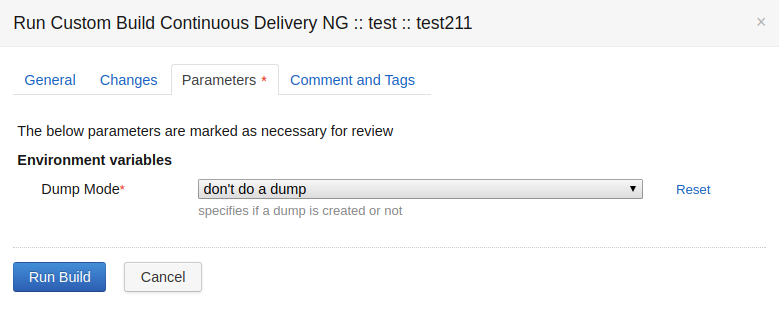 Run Custom Build Continuous Delivery NG :: test :: test211 ×
General Changes Parameters * Comment and Tags
The below parameters are marked as necessary for review
Environment variables
Dump Mode* don't do a dump ▼ Reset
specifies if a dump is created or not
Run Build Cancel